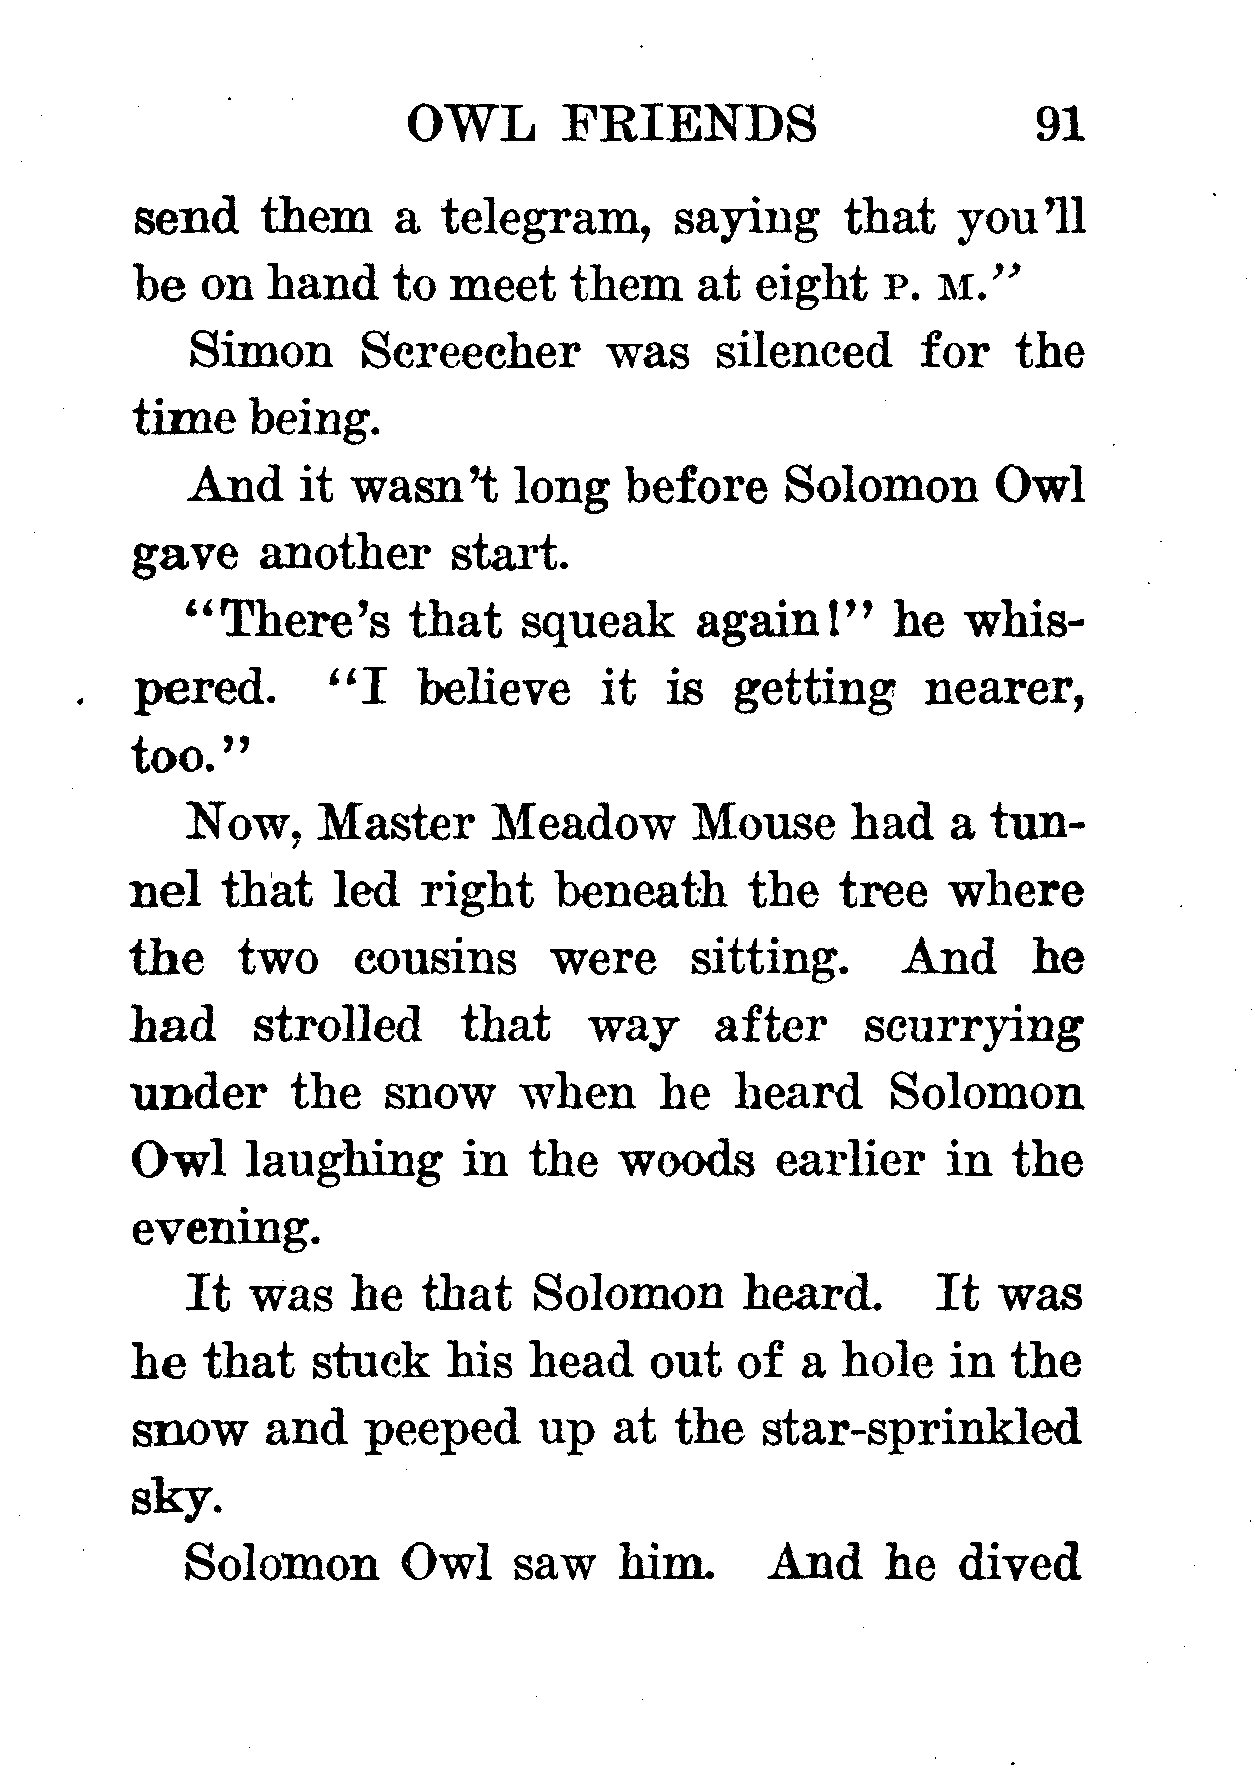 OWL FRIENDS 91
send them a telegram, saying that you'll
be on hand to meet them at eight P. M."
Simon Screecher was silenced for the
time being.
And it wasn't long before Solomon Owl
gave another start.
"There's that squeak again!" he whis-
pered. "I believe it is getting nearer,
too."
Now, Master Meadow Mouse had a tun-
nel that led right beneath the tree where
the two cousins were sitting. And he
had strolled that way after scurrying
under the snow when he heard Solomon
Owl laughing in the woods earlier in the
evening.
It was he that Solomon heard. It was
he that stuck his head out of a hole in the
snow and peeped up at the star-sprinkled
sky.
Solomon Owl saw him. And he dived